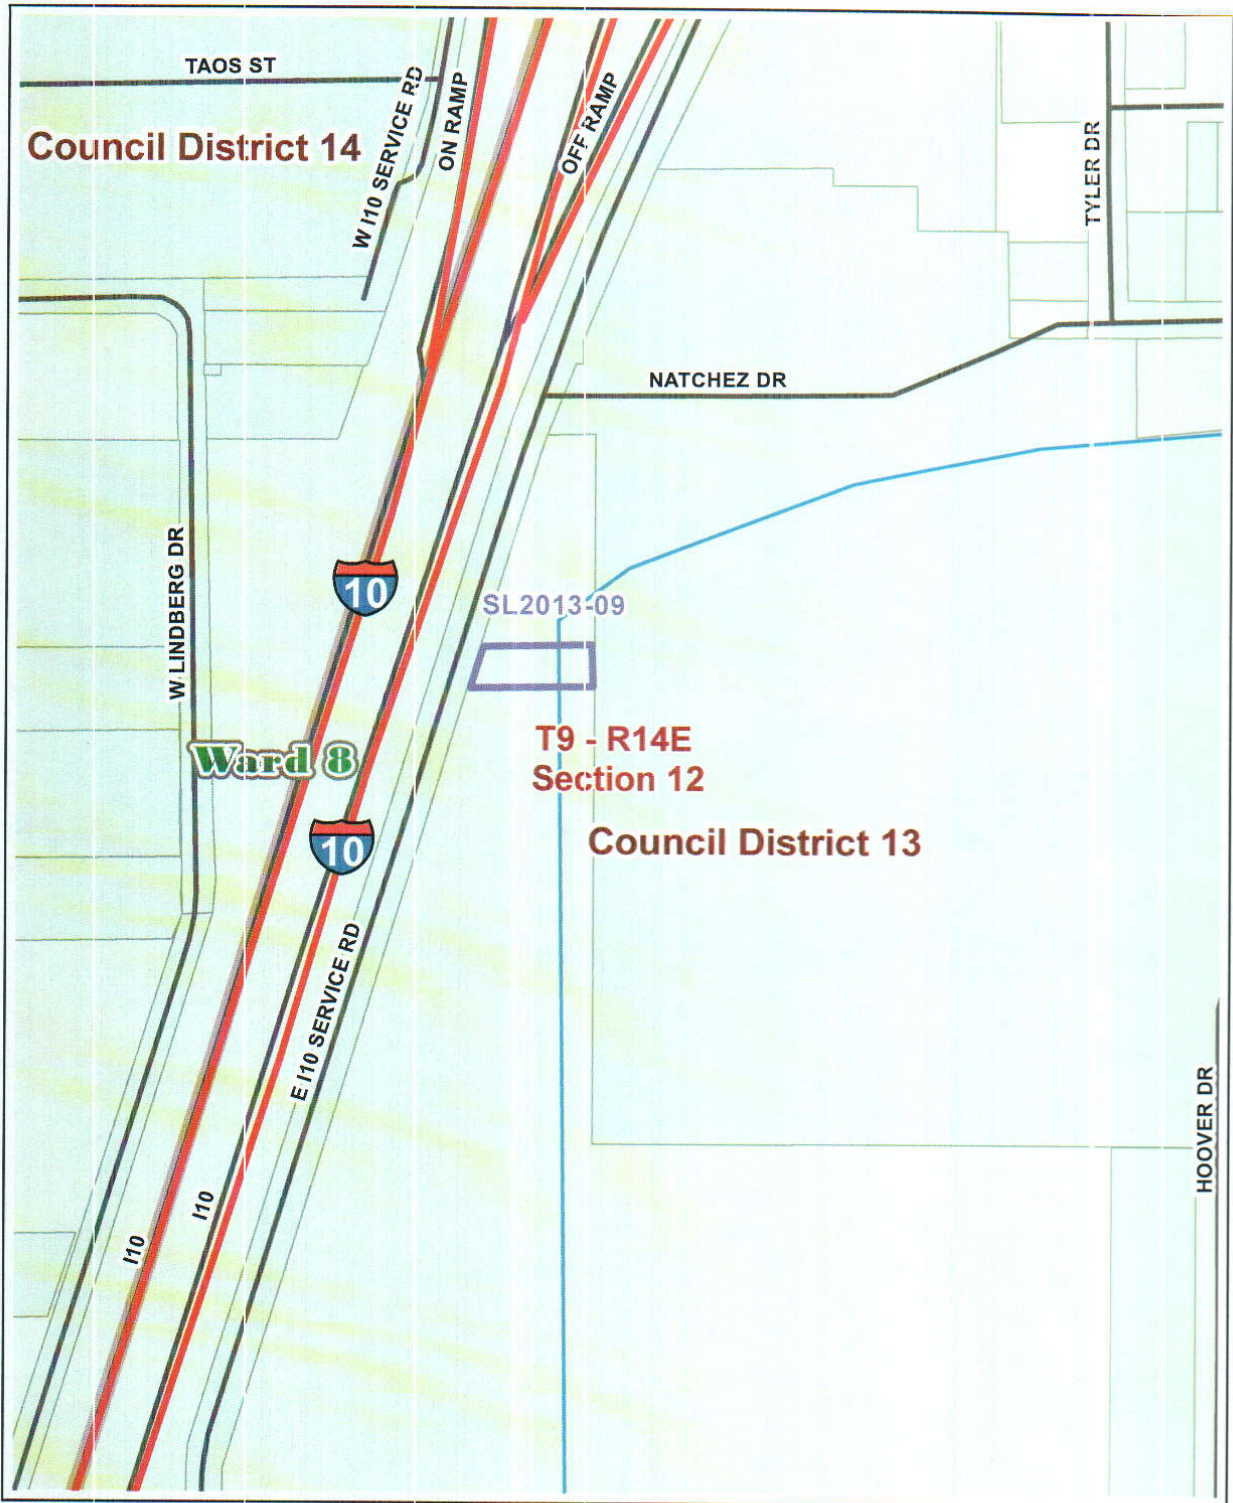 TAOS ST
Council District 14
W I10 SERVICE RD
ON RAMP
OFF RAMP
TYLER DR
NATCHEZ DR
W LINDBERG DR
10
SL2013-09
T9 - R14E
Section 12
Ward 8
10
Council District 13
E I10 SERVICE RD
HOOVER DR
I10
I10